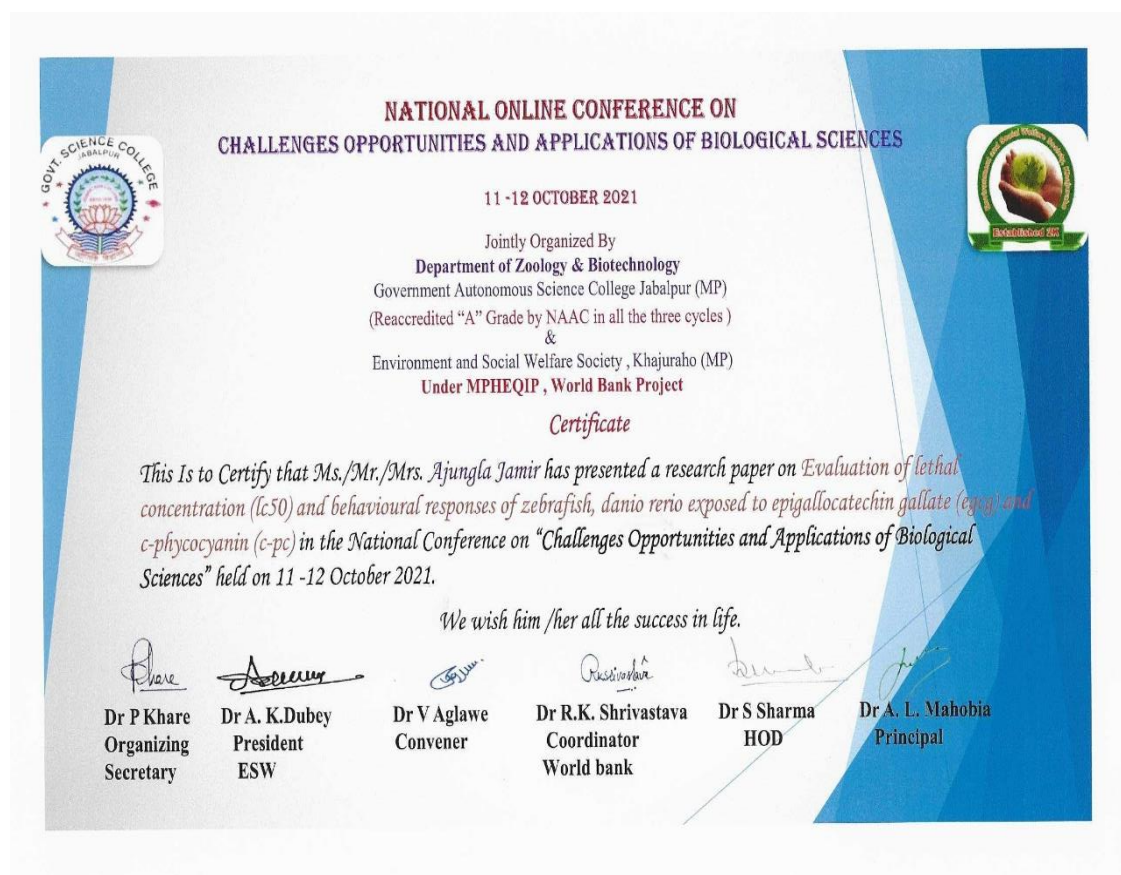 NATIONAL ONLINE CONFERENCE ON
CHALLENGES OPPORTUNITIES AND APPLICATIONS OF BIOLOGICAL SCIENCES
GOVT. SCIENCE COLLEGE
JABALPUR
Environment and Social Welfare Society, Khajuraho
Established 2K
11 -12 OCTOBER 2021
Jointly Organized By
Department of Zoology & Biotechnology
Government Autonomous Science College Jabalpur (MP)
(Reaccredited “A” Grade by NAAC in all the three cycles )
&
Environment and Social Welfare Society , Khajuraho (MP)
Under MPHEQIP , World Bank Project
Certificate
This Is to Certify that Ms./Mr./Mrs. Ajungla Jamir has presented a research paper on Evaluation of lethal
concentration (lc50) and behavioural responses of zebrafish, danio rerio exposed to epigallocatechin gallate (egcg) and
c-phycocyanin (c-pc) in the National Conference on “Challenges Opportunities and Applications of Biological
Sciences” held on 11 -12 October 2021.
We wish him /her all the success in life.
Dr P Khare Dr A. K.Dubey Dr V Aglawe Dr R.K. Shrivastava Dr S Sharma Dr A. L. Mahobia
Organizing President Convener Coordinator HOD Principal
Secretary ESW World bank